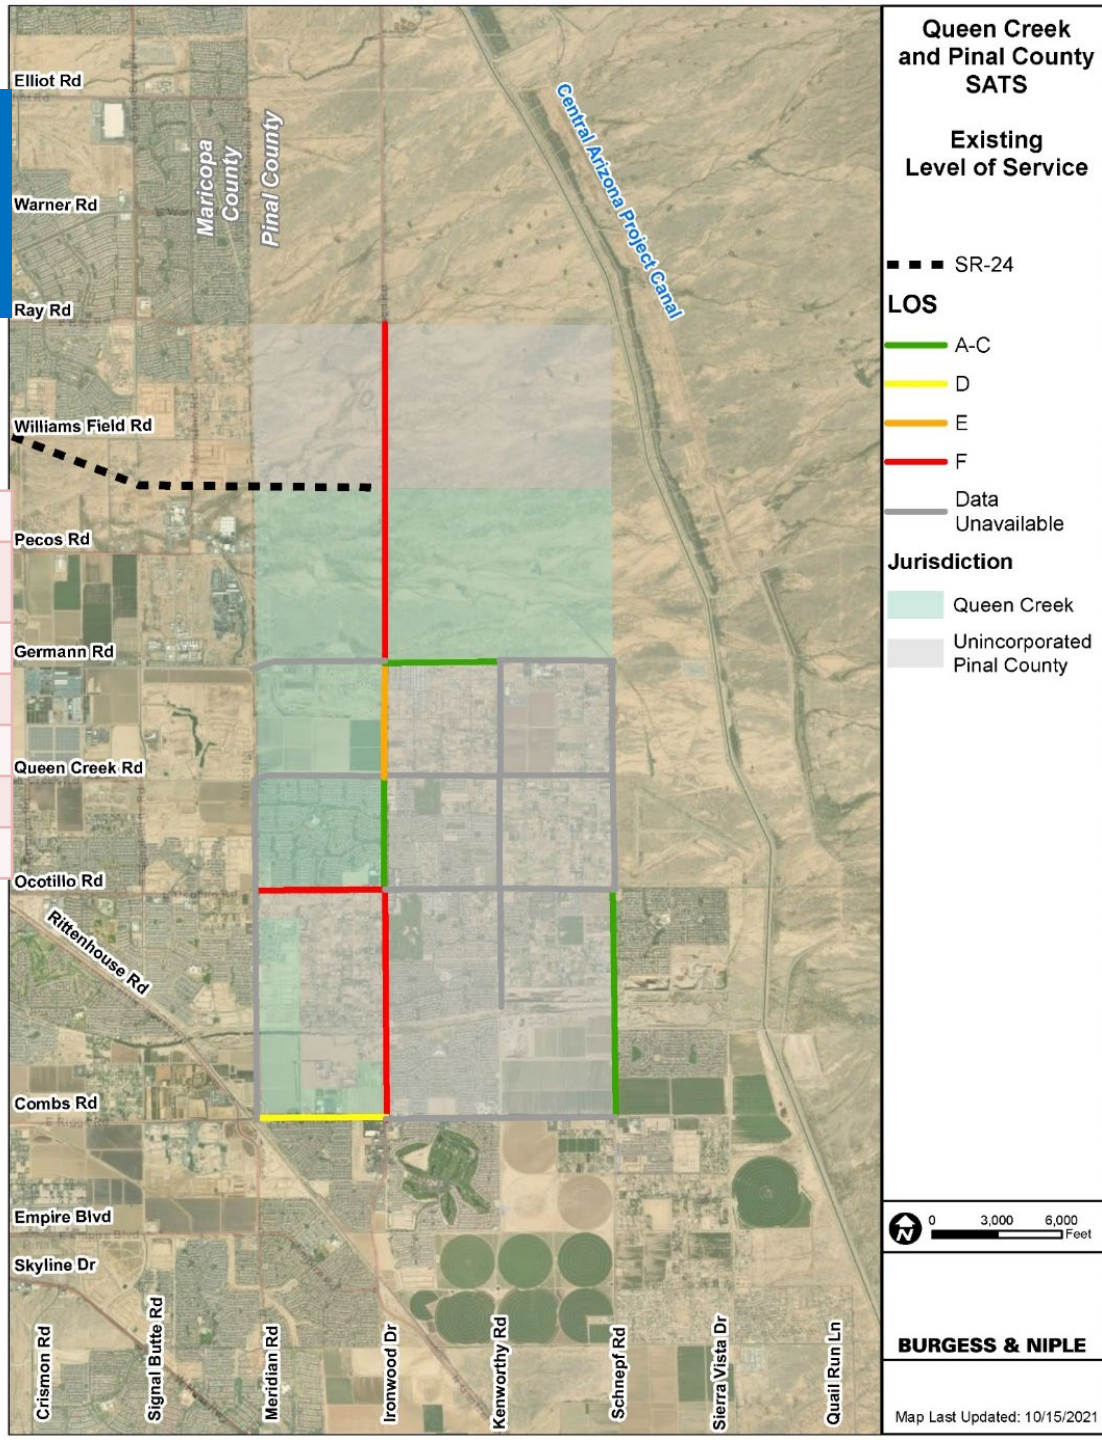 Queen Creek
and Pinal County
SATS
Existing
Level of Service
SR-24
LOS
A-C
D
E
F
Data
Unavailable
Jurisdiction
Queen Creek
Unincorporated
Pinal County
0 3,000 6,000
Feet
N
BURGESS & NIPLE
Map Last Updated: 10/15/2021
Elliot Rd
Warner Rd
Ray Rd
Williams Field Rd
Pecos Rd
Germann Rd
Queen Creek Rd
Ocotillo Rd
Rittenhouse Rd
Combs Rd
Empire Blvd
Skyline Dr
Maricopa
County
Pinal County
Central Arizona Project Canal
Crismon Rd
Signal Butte Rd
Meridian Rd
Ironwood Dr
Kenworthy Rd
Schnepf Rd
Sierra Vista Dr
Quail Run Ln